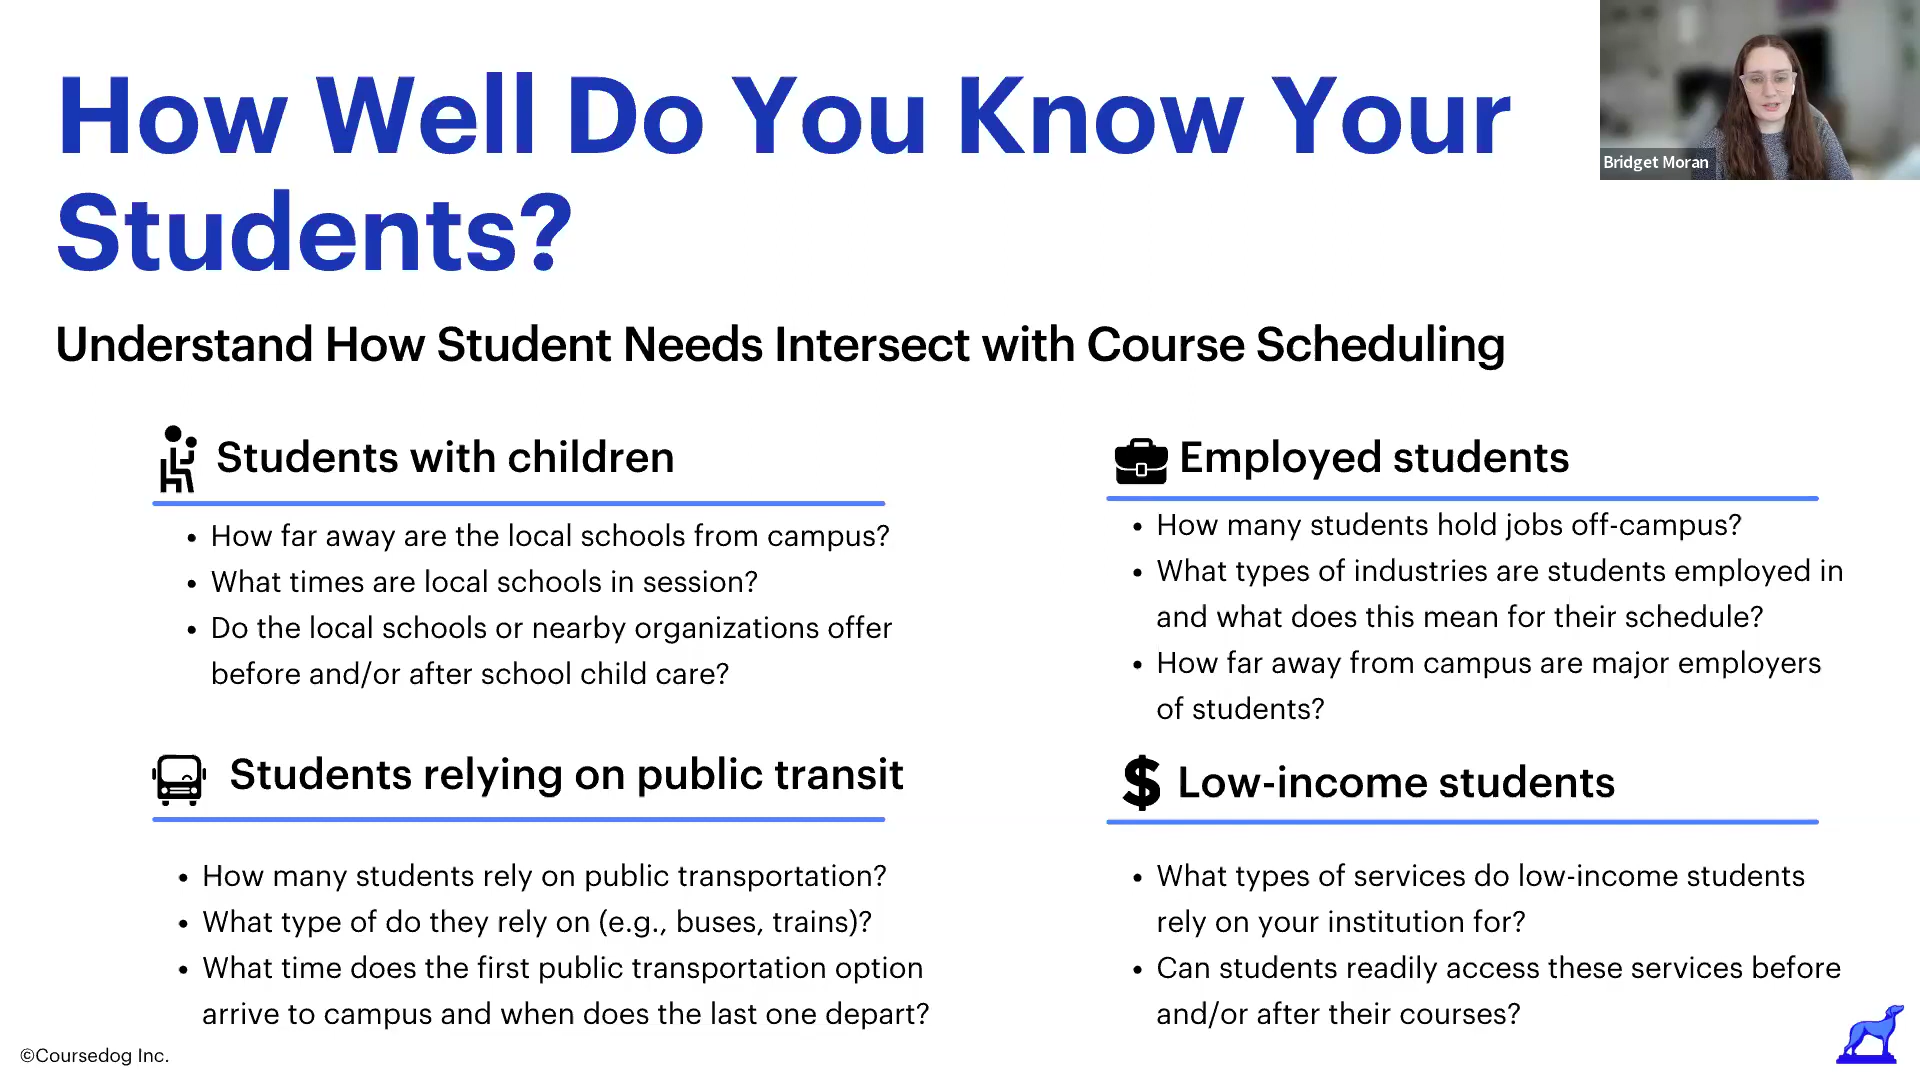 How Well Do You Know Your
Students?
Bridget Moran
Understand How Student Needs Intersect with Course Scheduling
Students with children
• How far away are the local schools from campus?
• What times are local schools in session?
• Do the local schools or nearby organizations offer
before and/or after school child care?
Employed students
• How many students hold jobs off-campus?
• What types of industries are students employed in
and what does this mean for their schedule?
• How far away from campus are major employers
of students?
Students relying on public transit
• How many students rely on public transportation?
• What type of do they rely on (e.g., buses, trains)?
• What time does the first public transportation option
arrive to campus and when does the last one depart?
$ Low-income students
• What types of services do low-income students
rely on your institution for?
• Can students readily access these services before
and/or after their courses?
©Coursedog Inc.